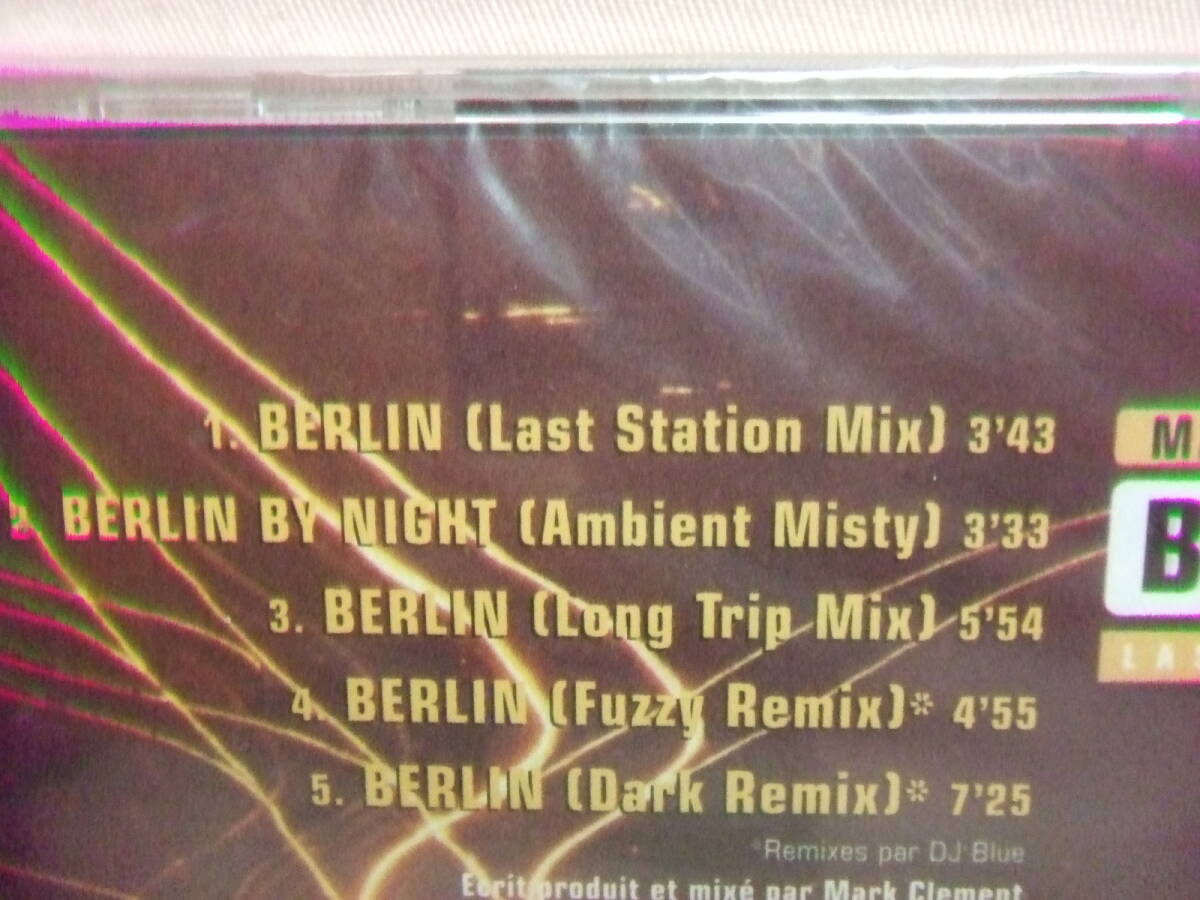 1. BERLIN (Last Station Mix) 3'43
2. BERLIN BY NIGHT (Ambient Misty) 3'33
3. BERLIN (Long Trip Mix) 5'54
4. BERLIN (Fuzzy Remix)* 4'55
5. BERLIN (Dark Remix)* 7'25
*Remixes par DJ Blue
Ecrit, produit et mixé par Mark Clement